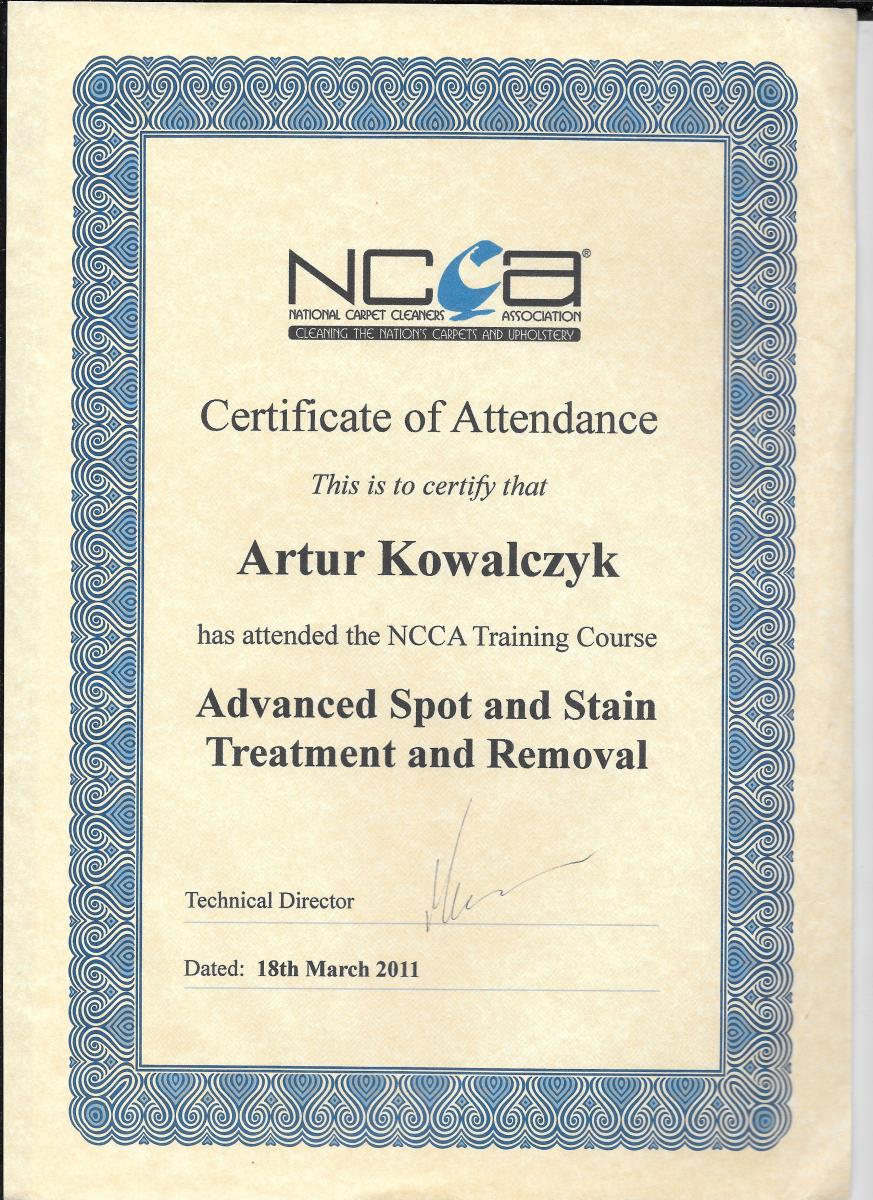 NCCA®
NATIONAL CARPET CLEANERS ASSOCIATION
CLEANING THE NATION'S CARPETS AND UPHOLSTERY
Certificate of Attendance
This is to certify that
Artur Kowalczyk
has attended the NCCA Training Course
Advanced Spot and Stain
Treatment and Removal
Technical Director
Dated: 18th March 2011